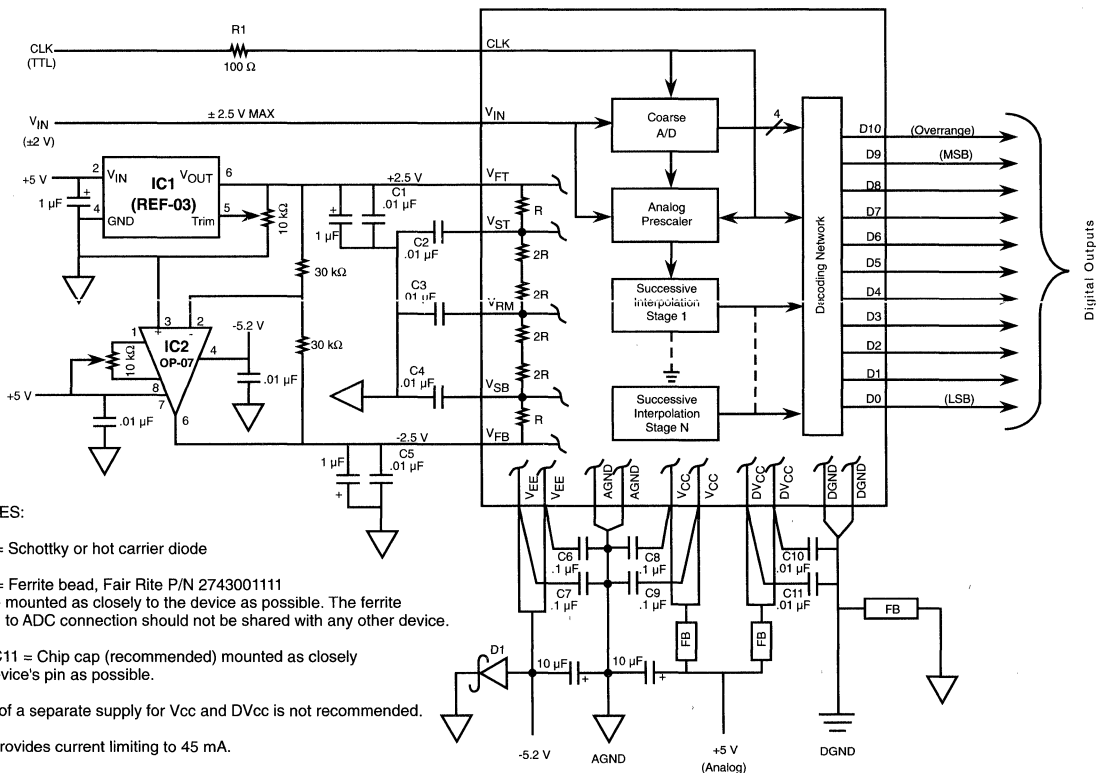 R1
CLK
(TTL)
100 Ω
CLK
VIN
(±2 V)
± 2.5 V MAX
VIN
Coarse
A/D
4
Analog
Prescaler
Successive
Interpolation
Stage 1
Successive
Interpolation
Stage N
Decoding Network
D10 (Overrange)
D9 (MSB)
D8
D7
D6
D5
D4
D3
D2
D1
D0 (LSB)
Digital Outputs
+5 V
2
VIN
VOUT
6
IC1
(REF-03)
4
GND
Trim
5
1 µF
+
10 kΩ
+2.5 V
VFT
C1
.01 µF
+
1 µF
C2
.01 µF
VST
R
2R
2R
C3
.01 µF
VRM
2R
2R
C4
.01 µF
VSB
R
30 kΩ
30 kΩ
3
2
+
-
1
IC2
OP-07
4
-5.2 V
.01 µF
10 kΩ
8
7
6
+5 V
.01 µF
-2.5 V
VFB
1 µF
+
C5
.01 µF
VEE
VEE
AGND
AGND
VCC
VCC
DVCC
DVCC
DGND
DGND
C6
.1 µF
C7
.1 µF
C8
.1 µF
C9
.1 µF
C10
.01 µF
C11
.01 µF
FB
FB
FB
D1
10 µF
+
10 µF
+
-5.2 V
AGND
+5 V
(Analog)
DGND
ES:
= Schottky or hot carrier diode
= Ferrite bead, Fair Rite P/N 2743001111
mounted as closely to the device as possible. The ferrite
to ADC connection should not be shared with any other device.
C11 = Chip cap (recommended) mounted as closely
evice's pin as possible.
of a separate supply for Vcc and DVcc is not recommended.
rovides current limiting to 45 mA.